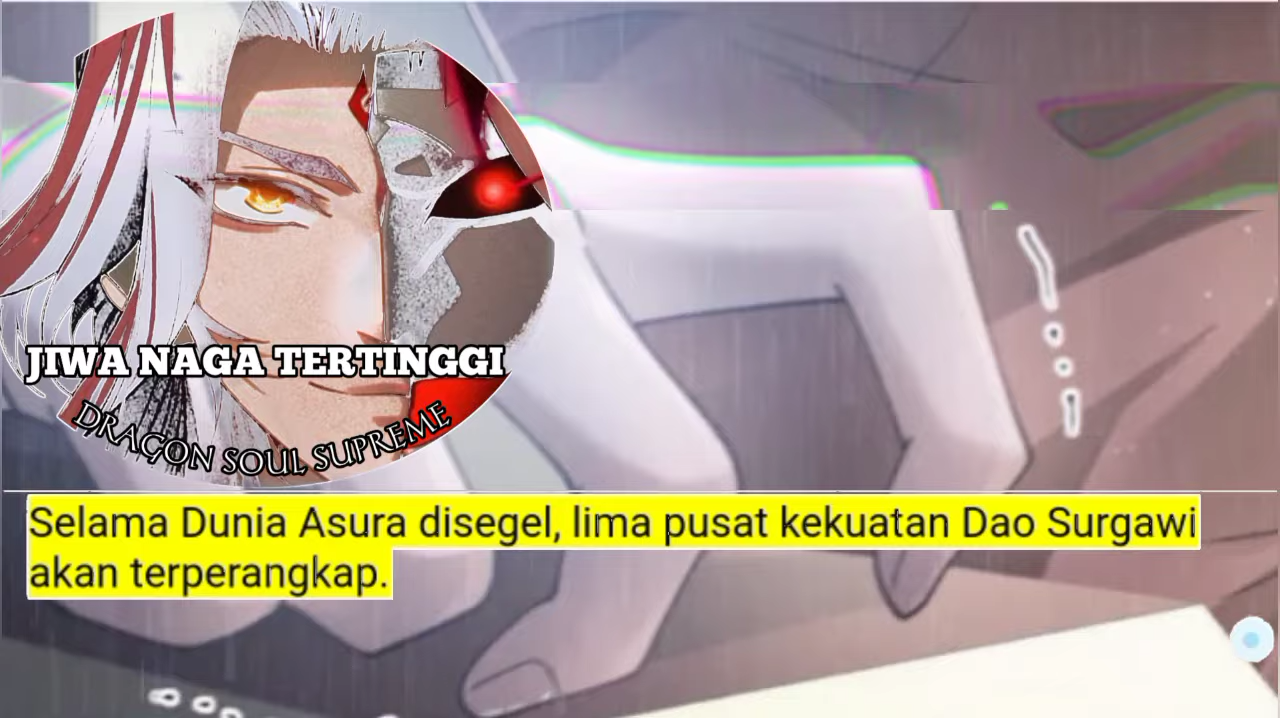 JIWA NAGA TERTINGGI
DRAGON SOUL SUPREME
Selama Dunia Asura disegel, lima pusat kekuatan Dao Surgawi
akan terperangkap.